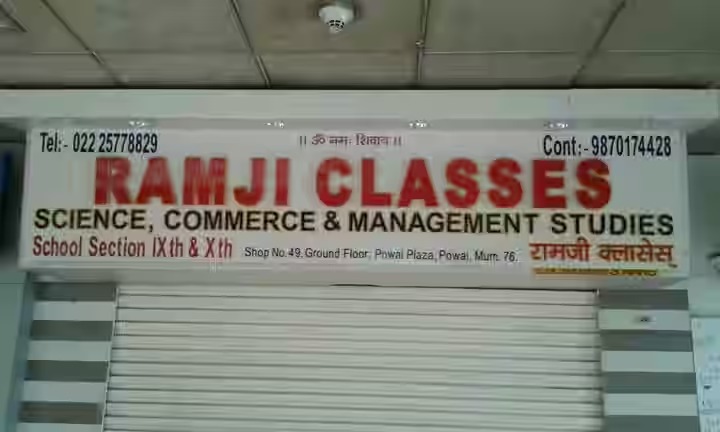 Tel:- 022 25778829
|| ॐ नमः शिवाय ||
Cont:-9870174428
RAMJI CLASSES
SCIENCE, COMMERCE & MANAGEMENT STUDIES
School Section IXth & Xth
Shop No.49, Ground Floor, Powai Plaza, Powai, Mum. 76.
रामजी क्लासेस्